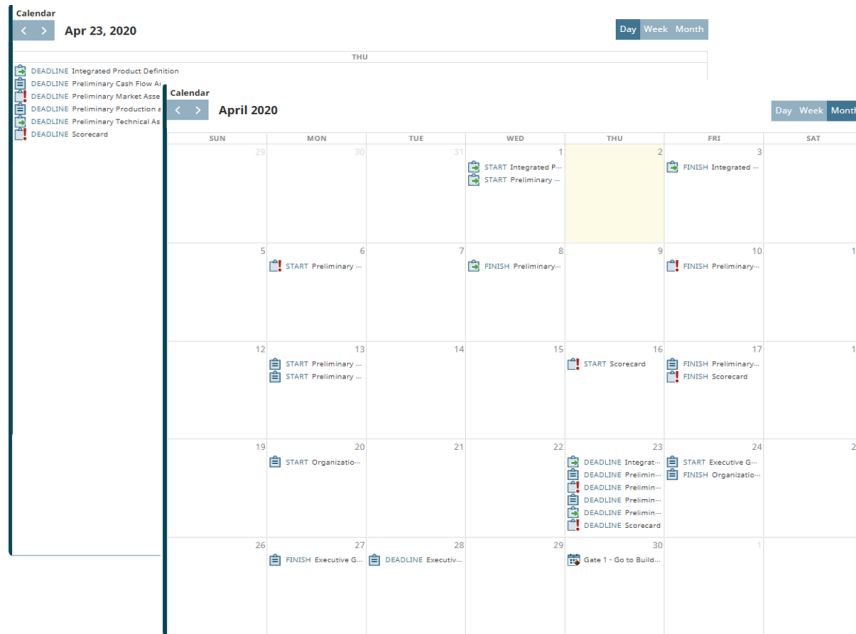 Calendar
Apr 23, 2020
Day Week Month
THU
DEADLINE Integrated Product Definition
DEADLINE Preliminary Cash Flow
DEADLINE Preliminary Market Asse
DEADLINE Preliminary Production
DEADLINE Preliminary Technical As
DEADLINE Scorecard
Calendar
April 2020
Day Week Month
SUN MON TUE WED THU FRI SAT
29 30 31 1 2 3
START Integrated P··· FINISH Integrated ···
START Preliminary ···
5 6 7 8 9 10 1
START Preliminary ··· FINISH Preliminary··· FINISH Preliminary···
12 13 14 15 16 17 1
START Preliminary ··· START Scorecard FINISH Preliminary···
START Preliminary ··· FINISH Scorecard
19 20 21 22 23 24 2
START Organizatio··· DEADLINE Integrat··· START Executive G···
DEADLINE Prelimin··· FINISH Organizatio···
DEADLINE Prelimin···
DEADLINE Prelimin···
DEADLINE Prelimin···
DEADLINE Scorecard
26 27 28 29 30 1
FINISH Executive G··· DEADLINE Executiv··· Gate 1 - Go to Build···